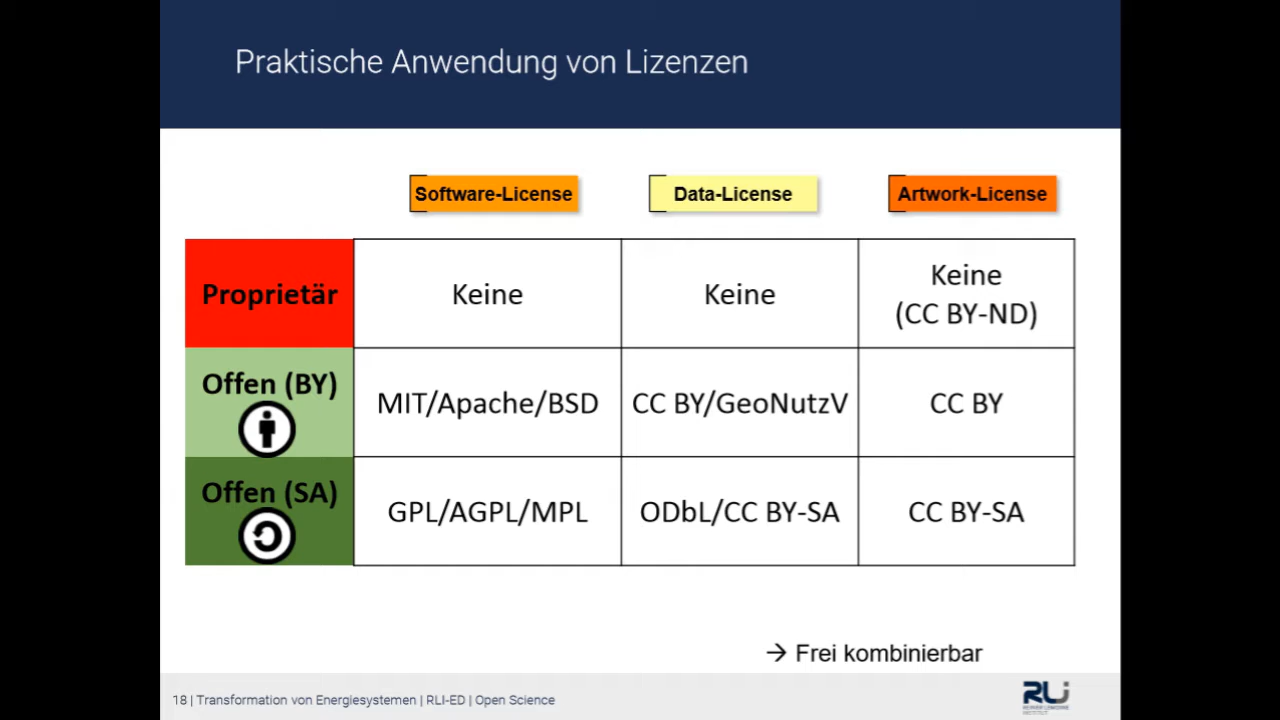 Praktische Anwendung von Lizenzen
Software-License
Data-License
Artwork-License
Proprietär
Keine
Keine
Keine
(CC BY-ND)
Offen (BY)
MIT/Apache/BSD
CC BY/GeoNutzV
CC BY
Offen (SA)
GPL/AGPL/MPL
ODbL/CC BY-SA
CC BY-SA
→ Frei kombinierbar
18 | Transformation von Energiesystemen | RLI-ED | Open Science
RLI